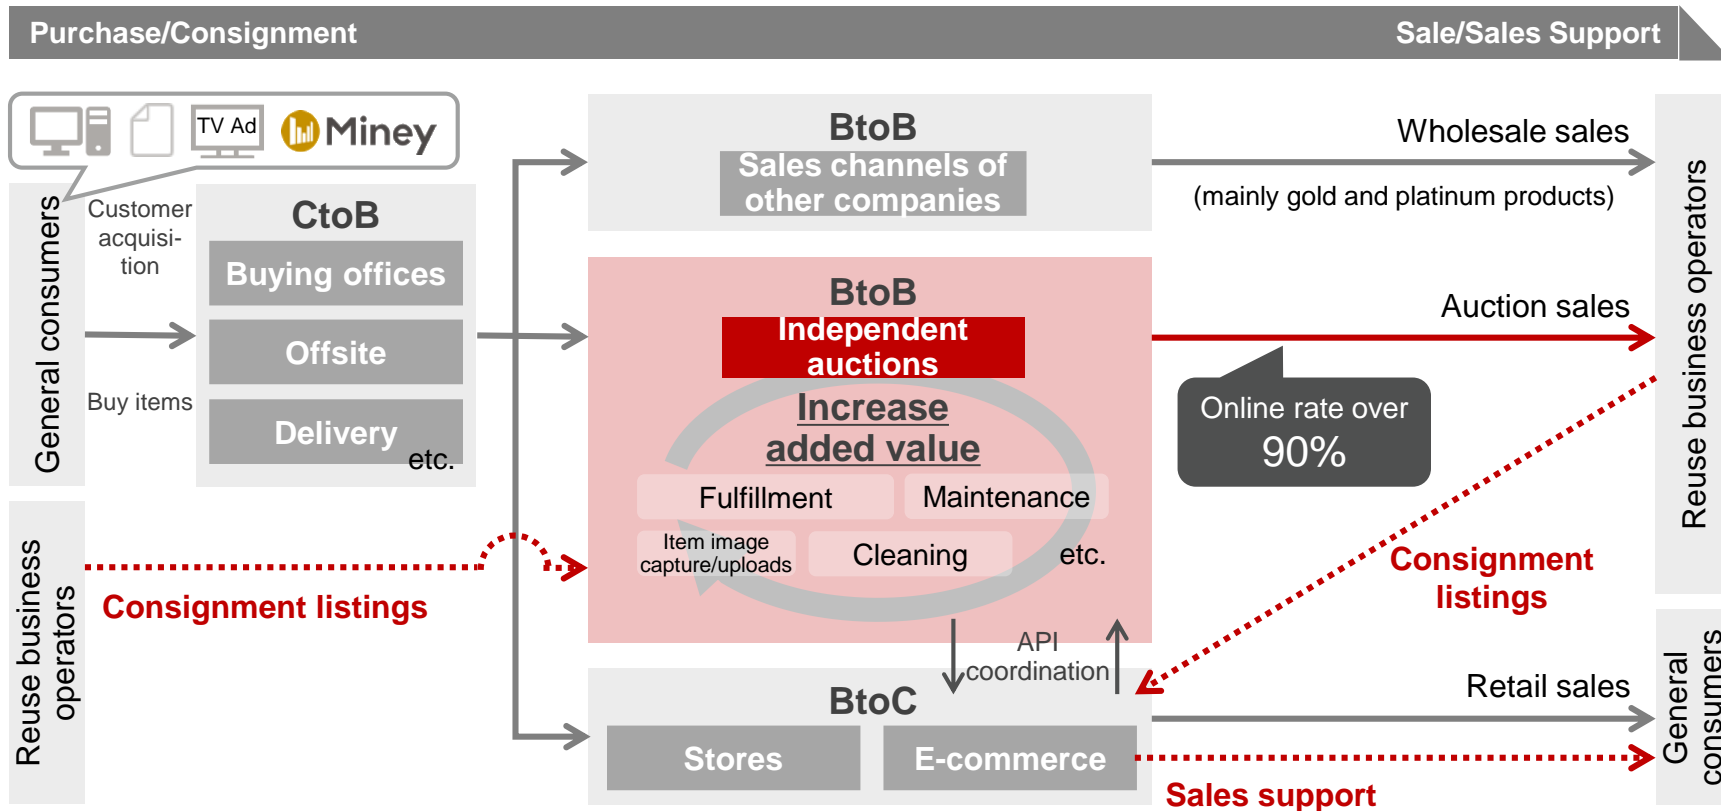 Purchase/Consignment
Sale/Sales Support
TV Ad
Miney
General consumers
Customer
acquisi-
tion
Buy items
CtoB
Buying offices
Offsite
Delivery
etc.
Reuse business
operators
Consignment listings
BtoB
Sales channels of
other companies
BtoB
Independent
auctions
Increase
added value
Fulfillment
Maintenance
Item image
capture/uploads
Cleaning
etc.
API
coordination
BtoC
Stores
E-commerce
Wholesale sales
(mainly gold and platinum products)
Auction sales
Online rate over
90%
Consignment
listings
Retail sales
Sales support
Reuse business operators
General
consumers